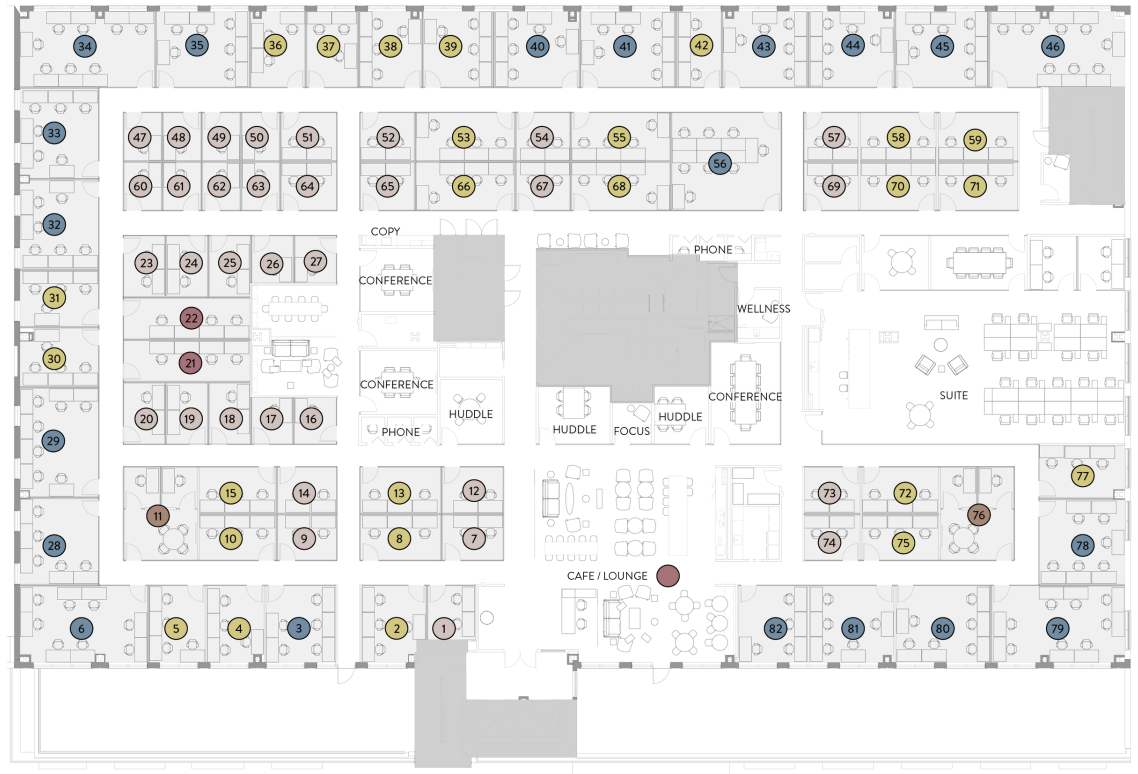 34 35 36 37 38 39 40 41 42 43 44 45 46
33 47 48 49 50 51 52 53 54 55 57 58 59
56
60 61 62 63 64 65 66 67 68 69 70 71
32
COPY
PHONE
23 24 25 26 27
CONFERENCE
31
WELLNESS
22
30 21
CONFERENCE
CONFERENCE
SUITE
HUDDLE
HUDDLE
20 19 18 17 16
PHONE
HUDDLE
FOCUS
29
77
15 14 13 12 73 72
11 76
10 9 8 7 74 75
28 78
CAFE / LOUNGE
6 5 4 3 2 1 82 81 80 79